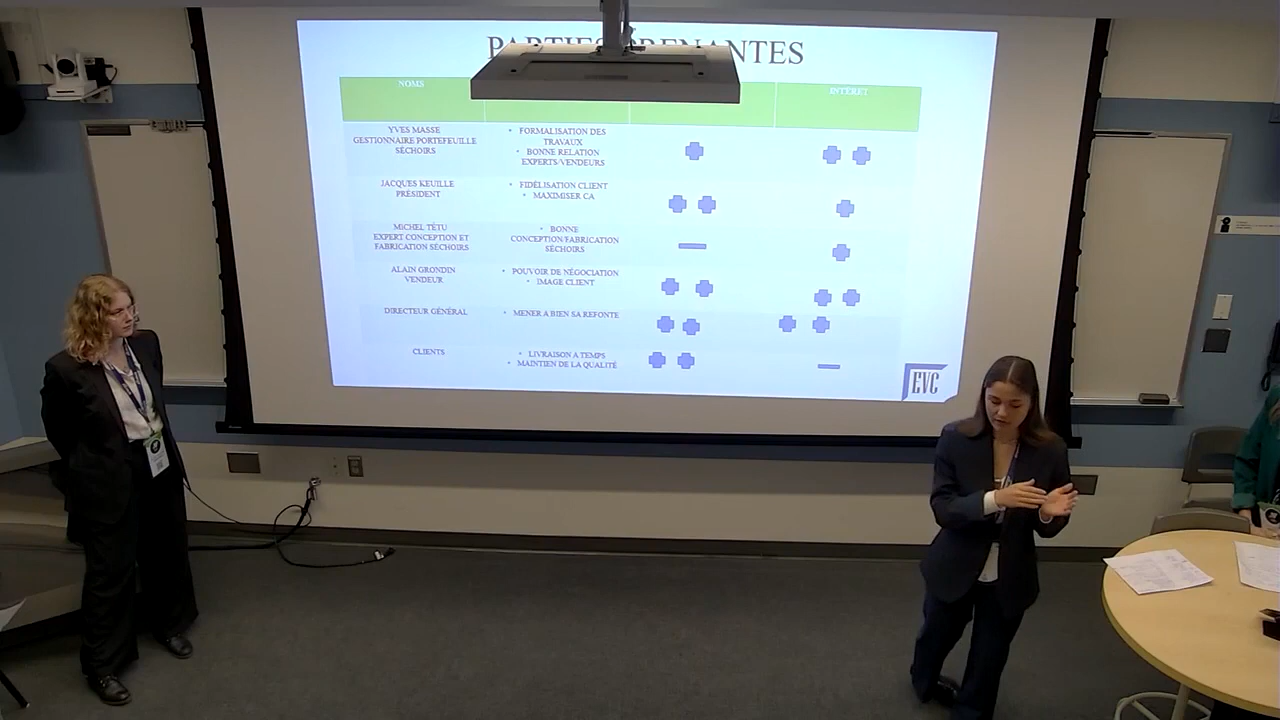 NOMS
INTÉRET
YVES MASSE
GESTIONNAIRE PORTEFEUILLE
SÉCHOIRS
• FORMALISATION DES
TRAVAUX
• BONNE RELATION
EXPERTS/VENDEURS
JACQUES KEUILLE
PRÉSIDENT
• FIDÉLISATION CLIENT
• MAXIMISER CA
MICHEL TÉTU
EXPERT CONCEPTION ET
FABRICATION SÉCHOIRS
• BONNE
CONCEPTION/FABRICATION
SÉCHOIRS
ALAIN GRONDIN
VENDEUR
• POUVOIR DE NÉGOCIATION
• IMAGE CLIENT
DIRECTEUR GÉNÉRAL
• MENER A BIEN SA REFONTE
CLIENTS
• LIVRAISON A TEMPS
• MAINTIEN DE LA QUALITÉ
EVC